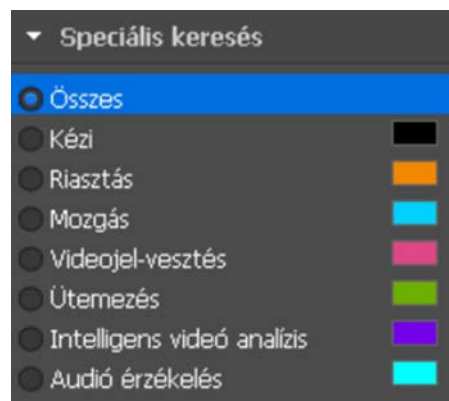 Speciális keresés
Összes
Kézi
Riasztás
Mozgás
Videojel-vesztés
Ütemezés
Intelligens videó analízis
Audió érzékelés